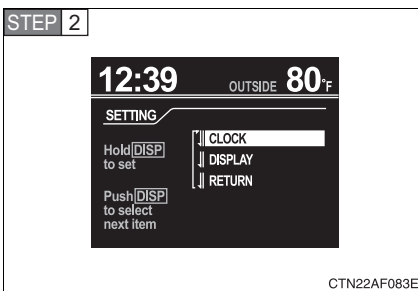 STEP 2
12:39 OUTSIDE 80°F
SETTING
Hold DISP
to set
Push DISP
to select
next item
CLOCK
DISPLAY
RETURN
CTN22AF083E